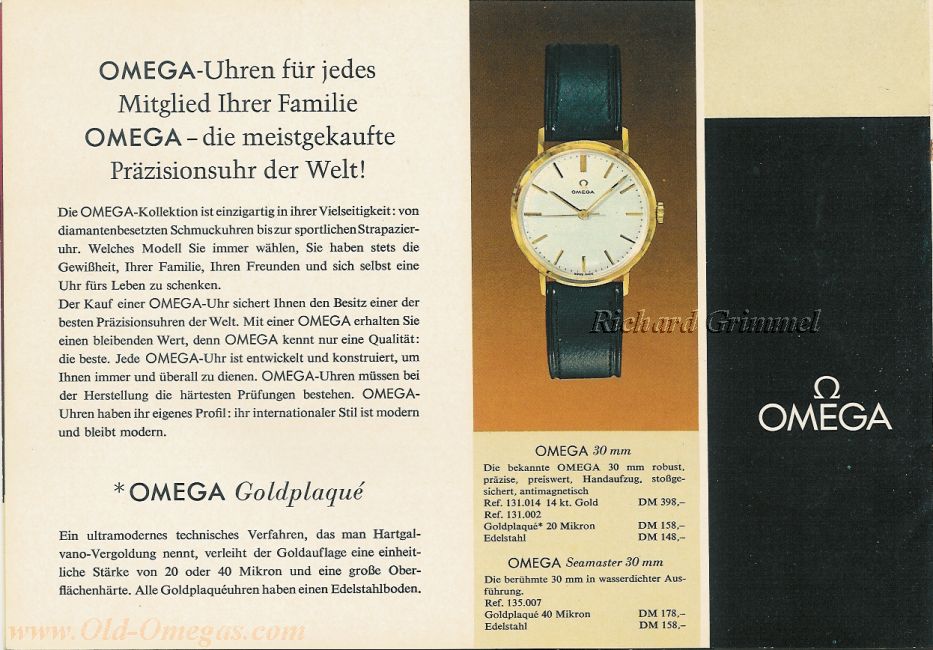 OMEGA-Uhren für jedes
Mitglied Ihrer Familie
OMEGA – die meistgekaufte
Präzisionsuhr der Welt!
Die OMEGA-Kollektion ist einzigartig in ihrer Vielseitigkeit: von
diamantenbesetzten Schmuckuhren bis zur sportlichen Strapazier-
uhr. Welches Modell Sie immer wählen, Sie haben stets die
Gewißheit, Ihrer Familie, Ihren Freunden und sich selbst eine
Uhr fürs Leben zu schenken.
Der Kauf einer OMEGA-Uhr sichert Ihnen den Besitz einer der
besten Präzisionsuhren der Welt. Mit einer OMEGA erhalten Sie
einen bleibenden Wert, denn OMEGA kennt nur eine Qualität:
die beste. Jede OMEGA-Uhr ist entwickelt und konstruiert, um
Ihnen immer und überall zu dienen. OMEGA-Uhren müssen bei
der Herstellung die härtesten Prüfungen bestehen. OMEGA-
Uhren haben ihr eigenes Profil: ihr internationaler Stil ist modern
und bleibt modern.
*OMEGA Goldplaqué
Ein ultramodernes technisches Verfahren, das man Hartgal-
vano-Vergoldung nennt, verleiht der Goldauflage eine einheit-
liche Stärke von 20 oder 40 Mikron und eine große Ober-
flächenhärte. Alle Goldplaquéuhren haben einen Edelstahlboden.
www.Old-Omegas.com
Ω
OMEGA
Richard Grimmel
OMEGA 30 mm
Die bekannte OMEGA 30 mm robust,
präzise, preiswert, Handaufzug, stoßge-
sichert, antimagnetisch
Ref. 131.014 14 kt. Gold DM 398,–
Ref. 131.002
Goldplaqué* 20 Mikron DM 158,–
Edelstahl DM 148,–
OMEGA Seamaster 30 mm
Die berühmte 30 mm in wasserdichter Aus-
führung.
Ref. 135.007
Goldplaqué 40 Mikron DM 178,–
Edelstahl DM 158,–
Ω
OMEGA